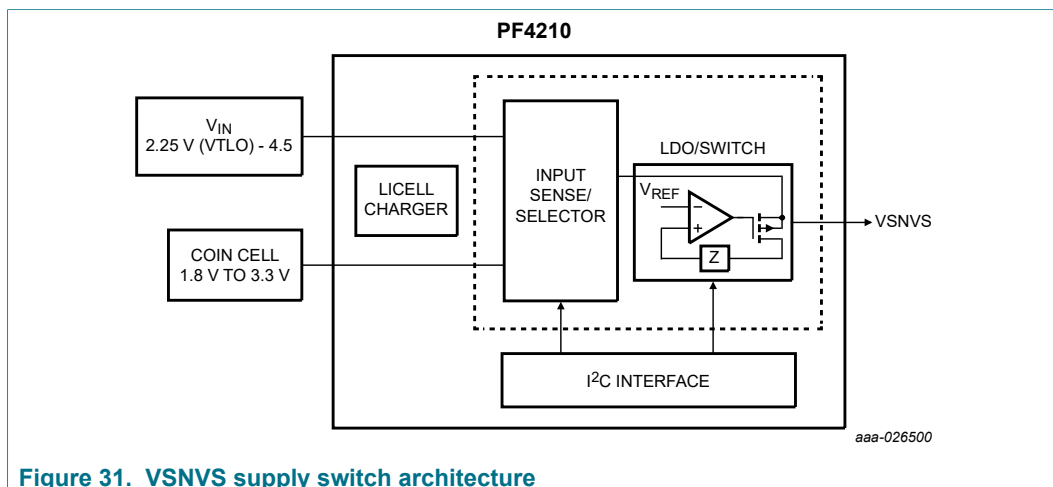 PF4210
VIN
2.25 V (VTLO) - 4.5
LICELL
CHARGER
COIN CELL
1.8 V TO 3.3 V
INPUT
SENSE/
SELECTOR
LDO/SWITCH
VREF
−
+
Z
VSNVS
I2C INTERFACE
aaa-026500
Figure 31. VSNVS supply switch architecture